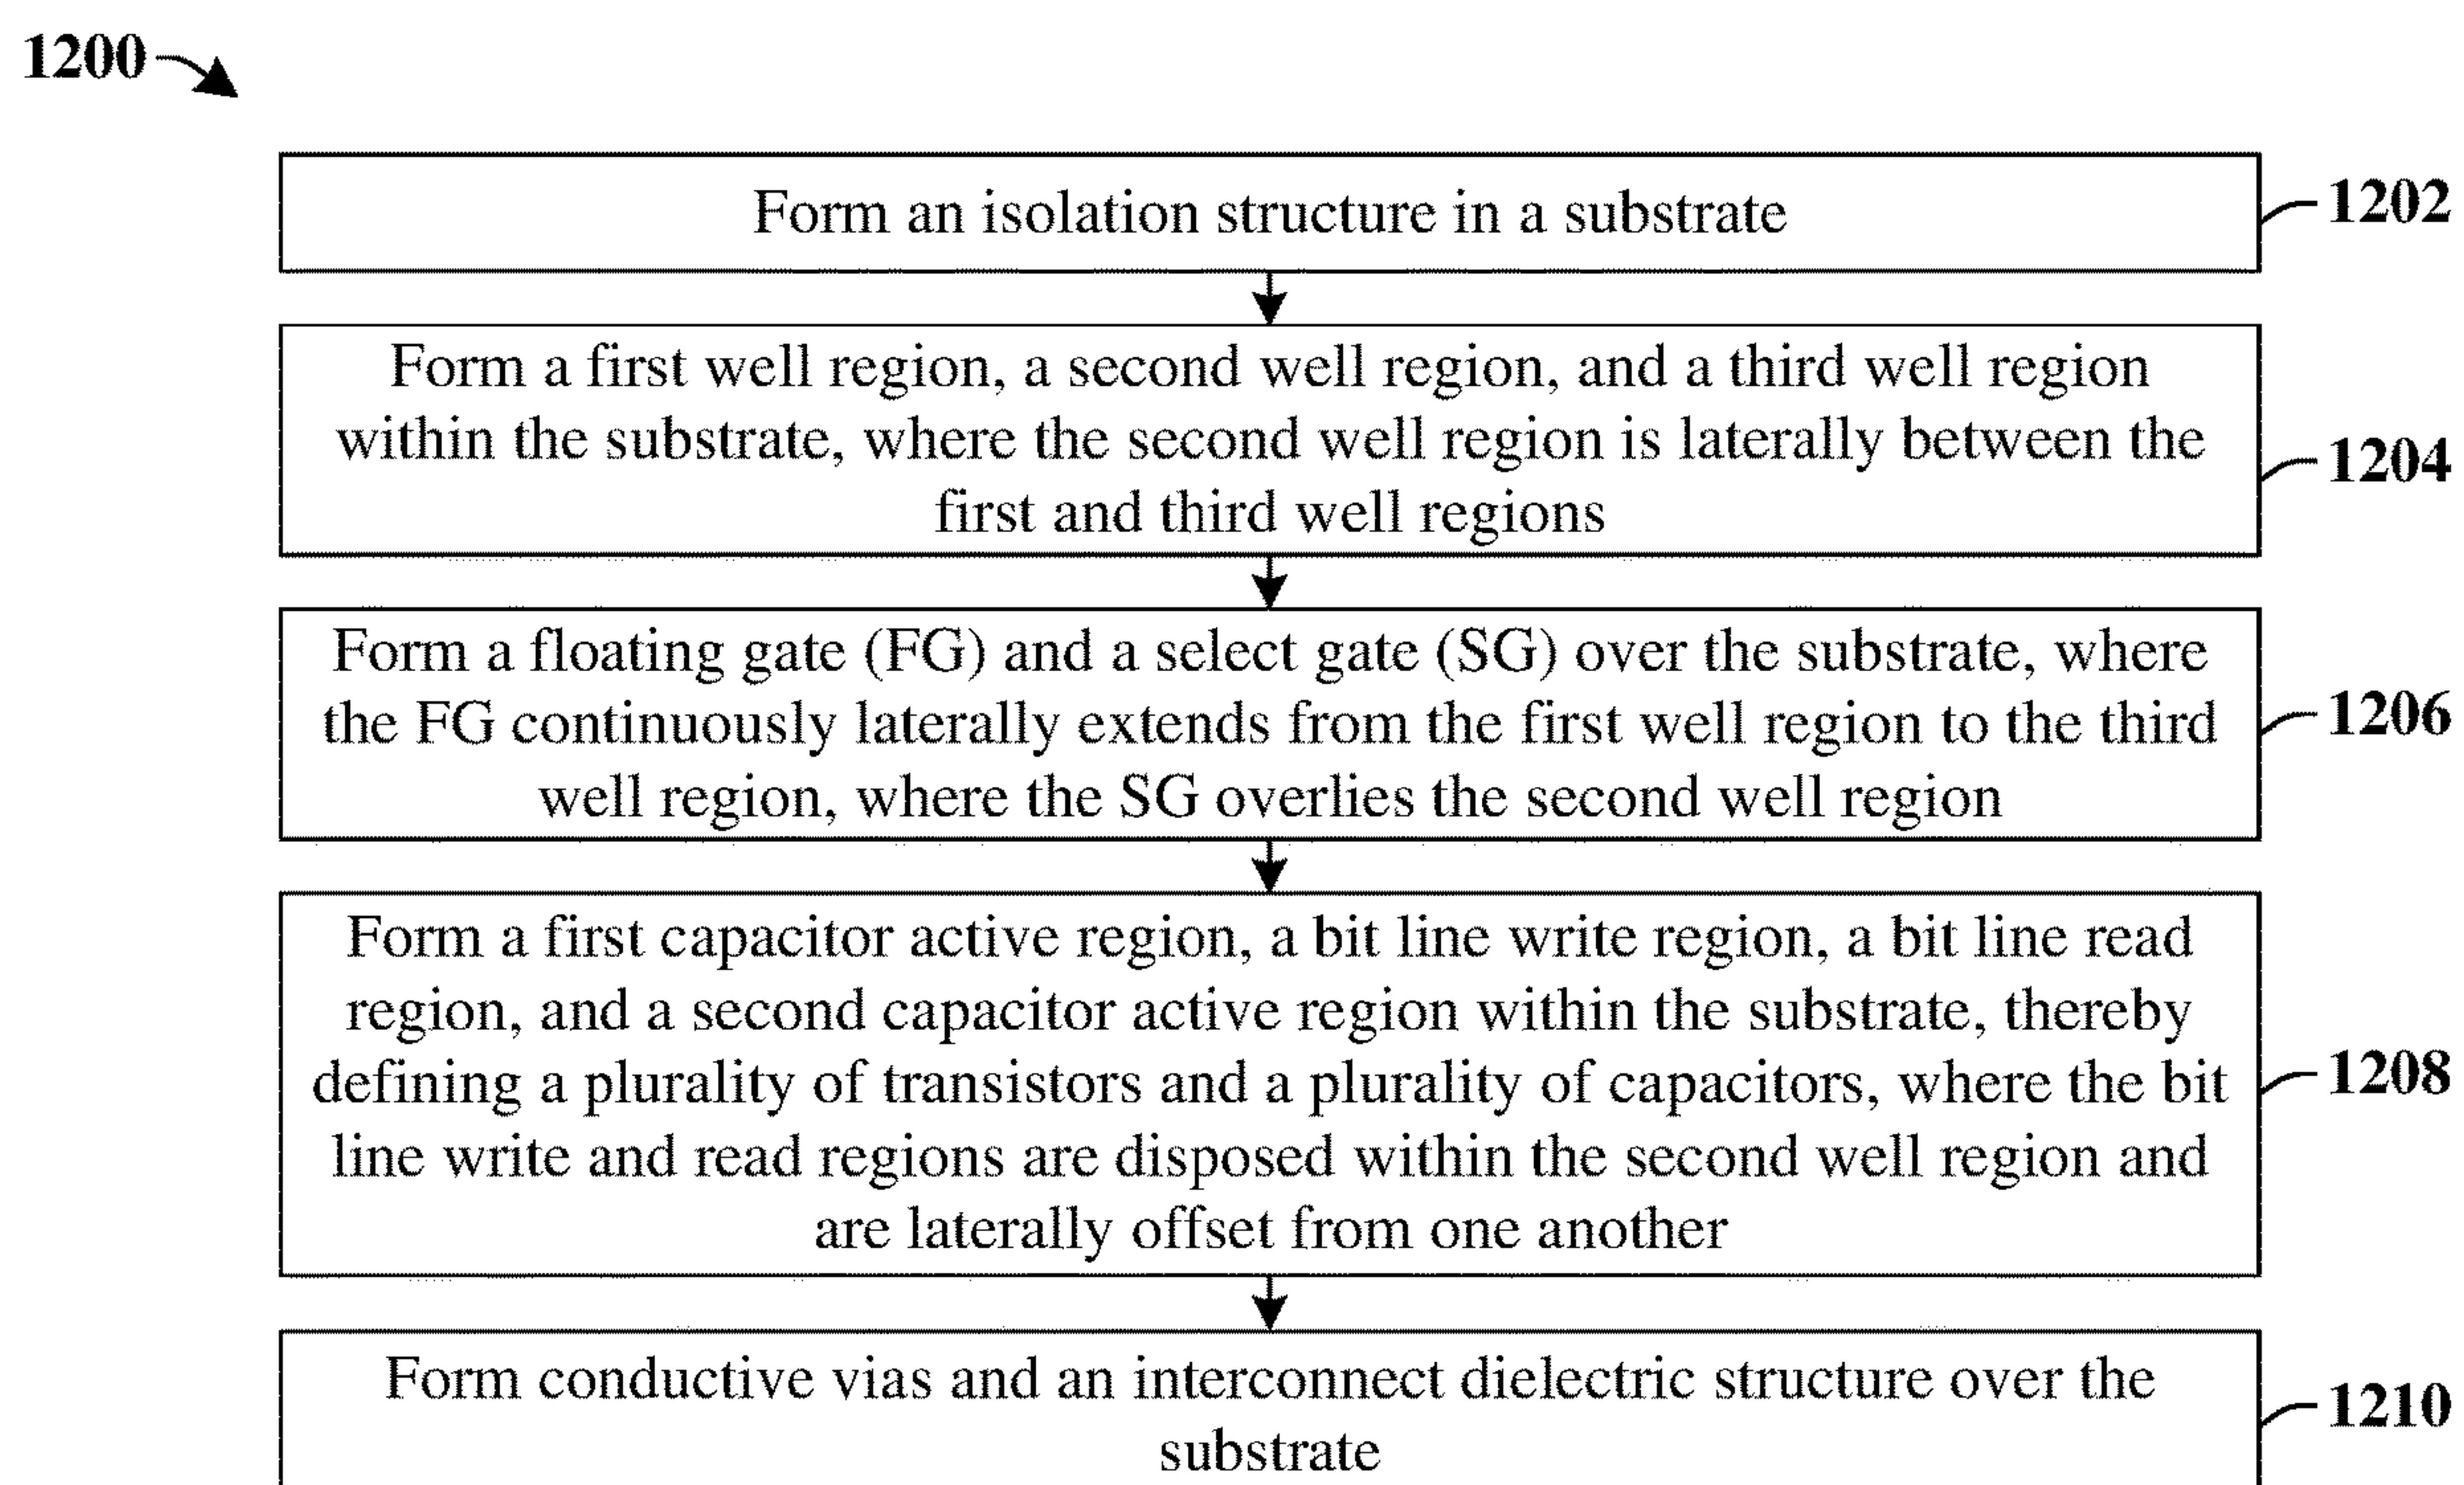 1200
Form an isolation structure in a substrate
1202
Form a first well region, a second well region, and a third well region
within the substrate, where the second well region is laterally between the
first and third well regions
1204
Form a floating gate (FG) and a select gate (SG) over the substrate, where
the FG continuously laterally extends from the first well region to the third
well region, where the SG overlies the second well region
1206
Form a first capacitor active region, a bit line write region, a bit line read
region, and a second capacitor active region within the substrate, thereby
defining a plurality of transistors and a plurality of capacitors, where the bit
line write and read regions are disposed within the second well region and
are laterally offset from one another
1208
Form conductive vias and an interconnect dielectric structure over the
substrate
1210